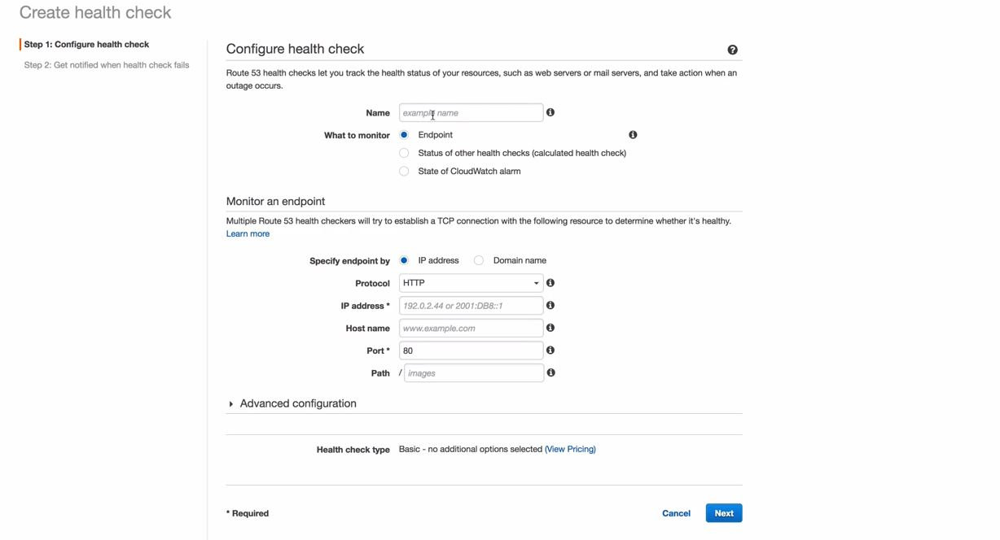 Create health check
Step 1: Configure health check
Step 2: Get notified when health check fails
Configure health check
Route 53 health checks let you track the health status of your resources, such as web servers or mail servers, and take action when an
outage occurs.
Name example name
What to monitor Endpoint
Status of other health checks (calculated health check)
State of CloudWatch alarm
Monitor an endpoint
Multiple Route 53 health checkers will try to establish a TCP connection with the following resource to determine whether it's healthy.
Learn more
Specify endpoint by IP address Domain name
Protocol HTTP
IP address * 192.0.2.44 or 2001:DB8::1
Host name www.example.com
Port * 80
Path / images
Advanced configuration
Health check type Basic - no additional options selected (View Pricing)
* Required Cancel Next